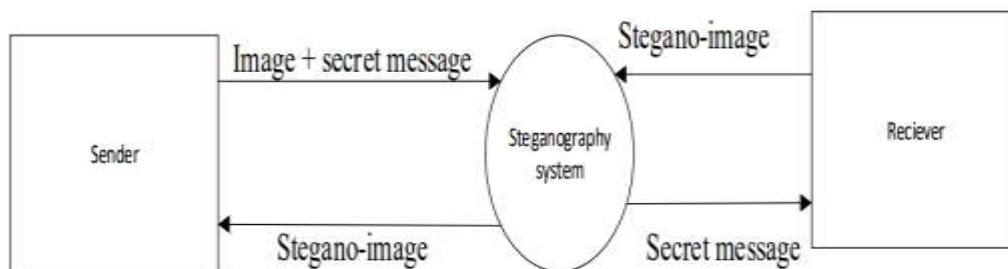 Stegano-image
Image + secret message
Sender
Steganography
system
Reciever
Stegano-image
Secret message